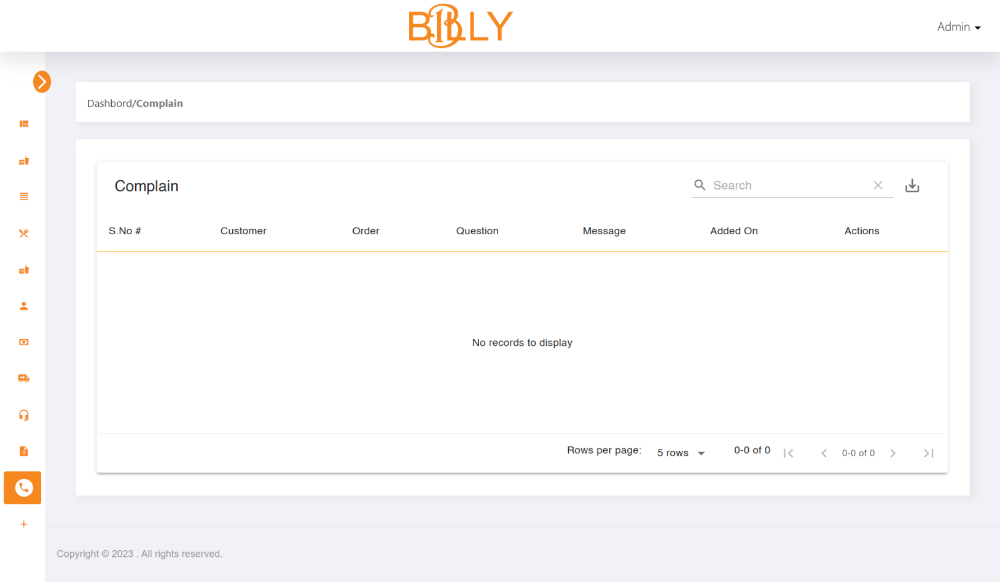 BILLY
Admin
Dashbord/Complain
Complain
Search
S.No # Customer Order Question Message Added On Actions
No records to display
Rows per page: 5 rows 0-0 of 0 0-0 of 0
Copyright © 2023 . All rights reserved.